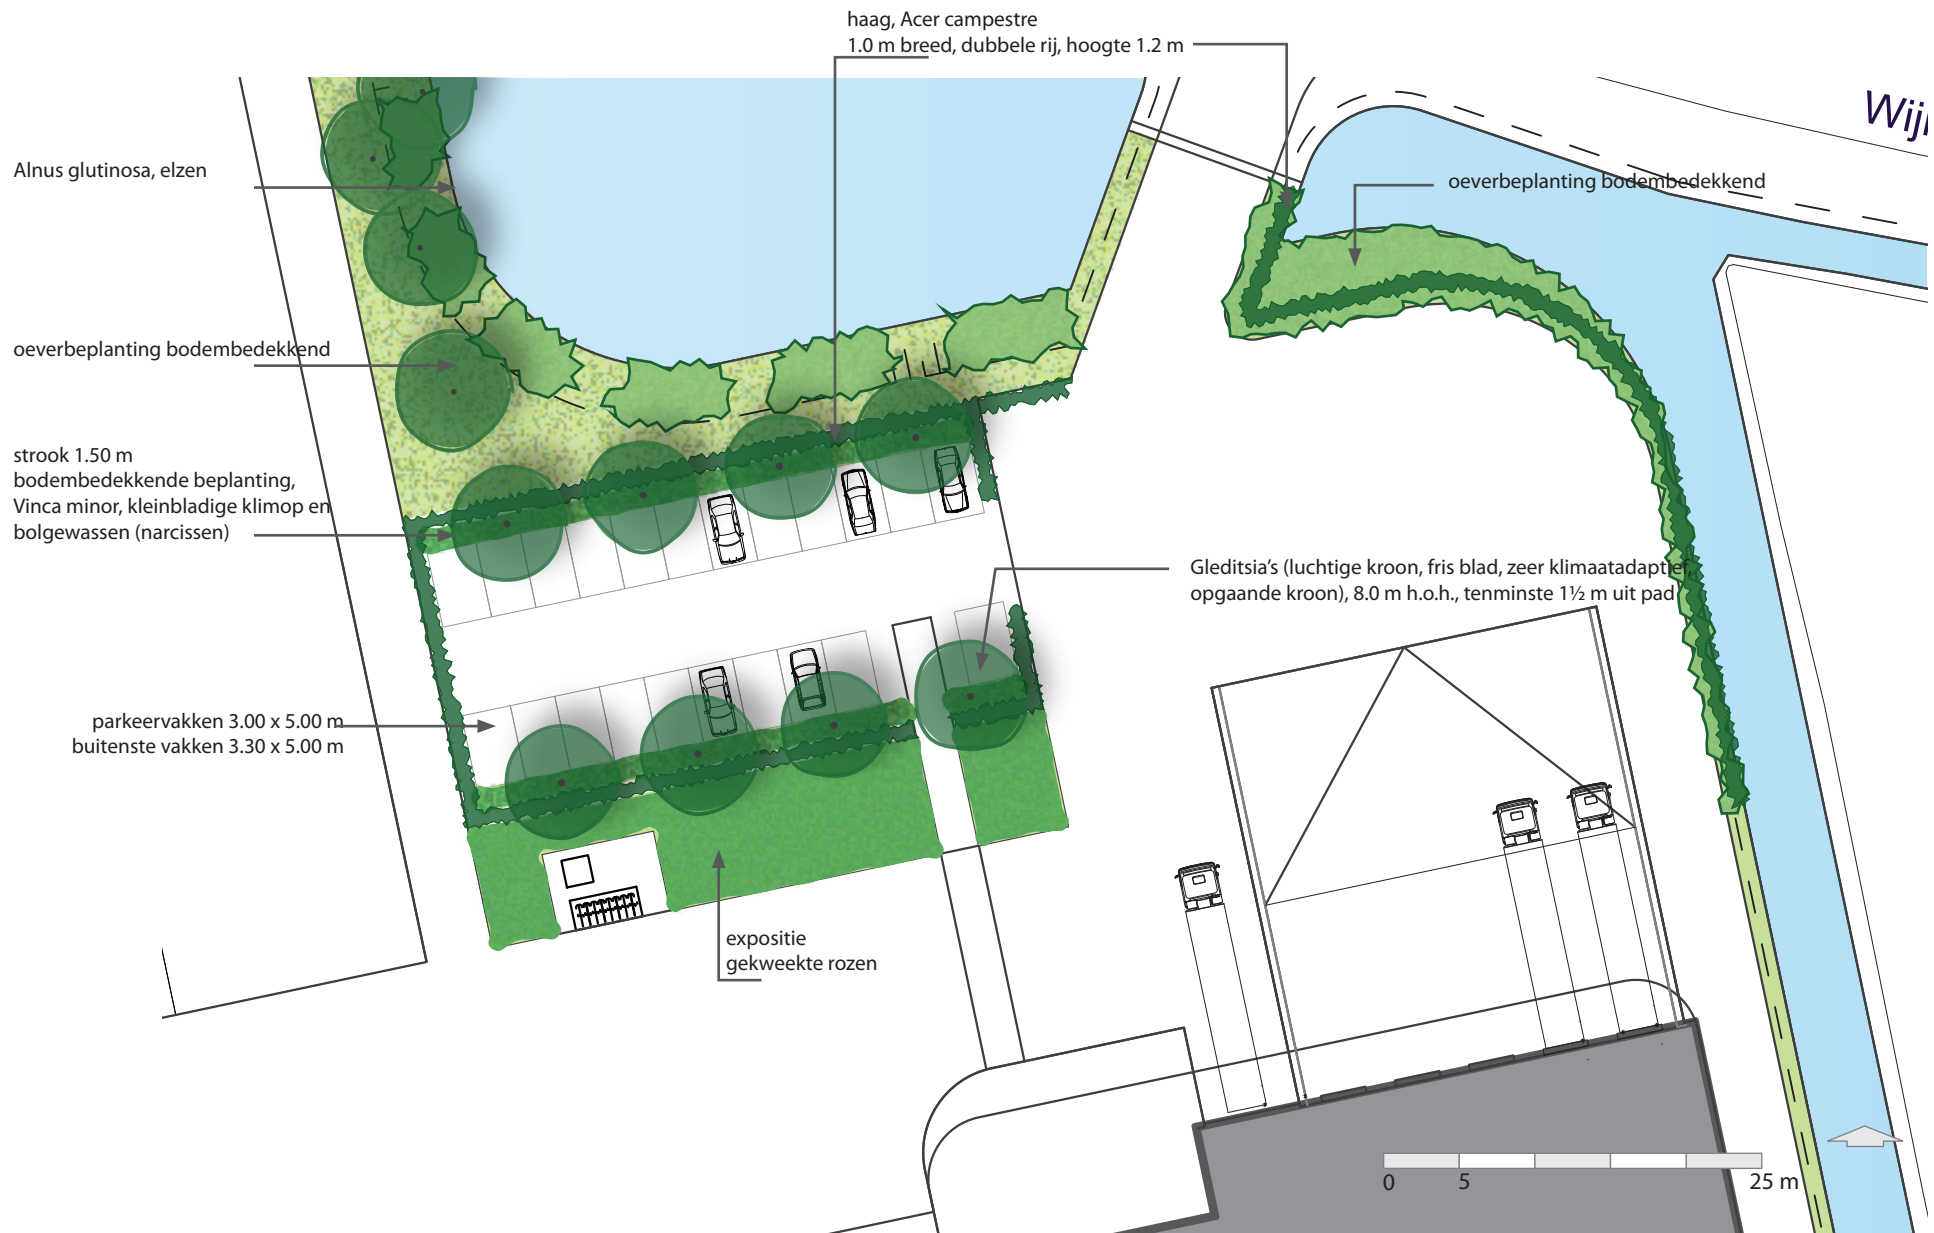 haag, Acer campestre
1.0 m breed, dubbele rij, hoogte 1.2 m
Alnus glutinosa, elzen
oeverbeplanting bodembedekkend
oeverbeplanting bodembedekkend
strook 1.50 m
bodembedekkende beplanting,
Vinca minor, kleinbladige klimop en
bolgewassen (narcissen)
Gleditsia’s (luchtige kroon, fris blad, zeer klimaatadaptief,
opgaande kroon), 8.0 m h.o.h., tenminste 1½ m uit pad
parkeervakken 3.00 x 5.00 m
buitenste vakken 3.30 x 5.00 m
expositie
gekweekte rozen
0 5 25 m